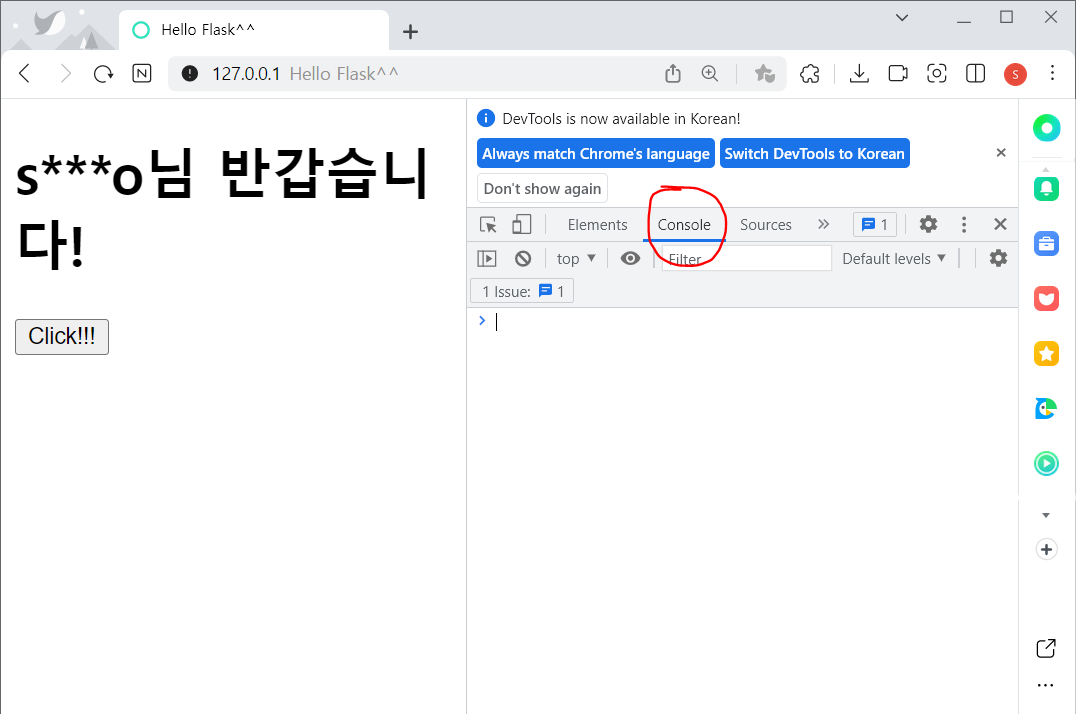 Hello Flask^^
N
127.0.0.1 Hello Flask^^
S
s***o님 반갑습니
다!
Click!!!
DevTools is now available in Korean!
Always match Chrome's language Switch DevTools to Korean
Don't show again
Elements Console Sources » 1
top Filter Default levels
1 Issue: 1
>